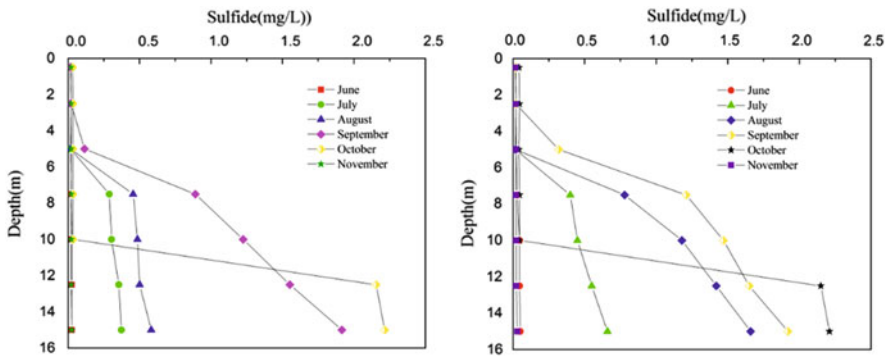 Sulfide(mg/L))
0.0 0.5 1.0 1.5 2.0 2.5
Depth(m)
0
2
4
6
8
10
12
14
16
June
July
August
September
October
November
Sulfide(mg/L)
0.0 0.5 1.0 1.5 2.0 2.5
Depth(m)
0
2
4
6
8
10
12
14
16
June
July
August
September
October
November